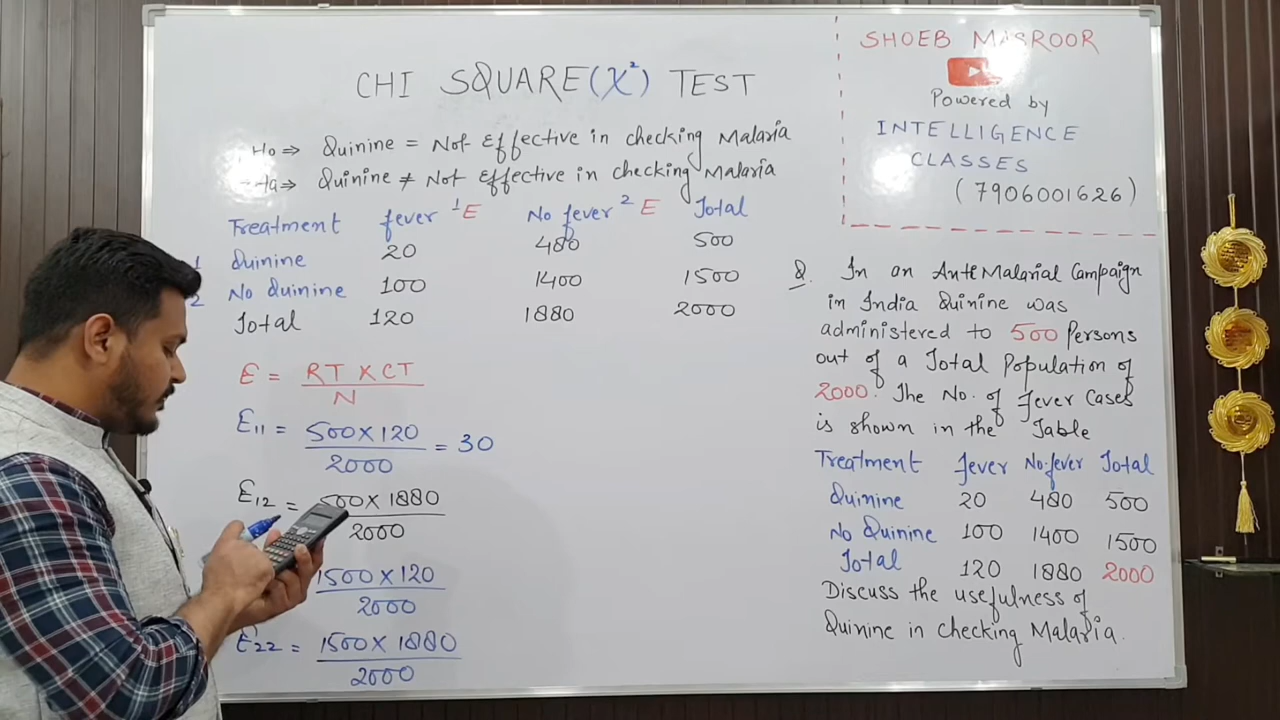 CHI SQUARE (χ²) TEST
H0 ⇒ Quinine = Not Effective in checking Malaria
Ha ⇒ Quinine ≠ Not Effective in checking Malaria
Treatment fever 1 E No fever 2 E Total
1 Quinine 20 480 500
2 No Quinine 100 1400 1500
Total 120 1880 2000
E = RT X CT / N
E11 = 500 X 120 / 2000 = 30
E12 = 500 X 1880 / 2000
1500 X 120 / 2000
E22 = 1500 X 1880 / 2000
SHOEB MASROOR
Powered by
INTELLIGENCE
CLASSES
(7906001626)
Q. In an Anti Malarial Campaign
in India Quinine was
administered to 500 Persons
out of a Total Population of
2000. The No. of fever Cases
is shown in the Table
Treatment fever No.fever Total
Quinine 20 480 500
No Quinine 100 1400 1500
Total 120 1880 2000
Discuss the usefulness of
Quinine in checking Malaria.